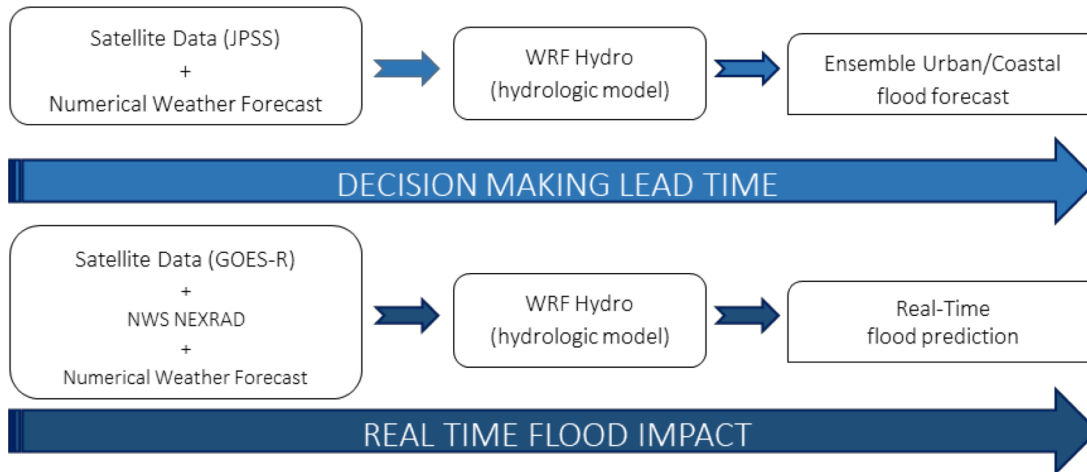 Satellite Data (JPSS)
+
Numerical Weather Forecast
WRF Hydro
(hydrologic model)
Ensemble Urban/Coastal
flood forecast
DECISION MAKING LEAD TIME
Satellite Data (GOES-R)
+
NWS NEXRAD
+
Numerical Weather Forecast
WRF Hydro
(hydrologic model)
Real-Time
flood prediction
REAL TIME FLOOD IMPACT